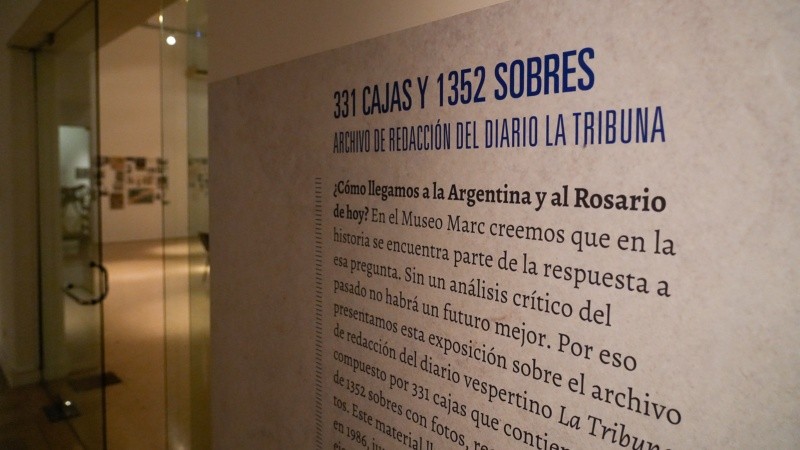 331 CAJAS Y 1352 SOBRES
ARCHIVO DE REDACCIÓN DEL DIARIO LA TRIBUNA
¿Cómo llegamos a la Argentina y al Rosario
de hoy? En el Museo Marc creemos que en la
historia se encuentra parte de la respuesta a
esa pregunta. Sin un análisis crítico del
pasado no habrá un futuro mejor. Por eso
presentamos esta exposición sobre el archivo
de redacción del diario vespertino La Tribuna
compuesto por 331 cajas que contien
de 1352 sobres con fotos, re
tos. Este material ll
en 1986, ju